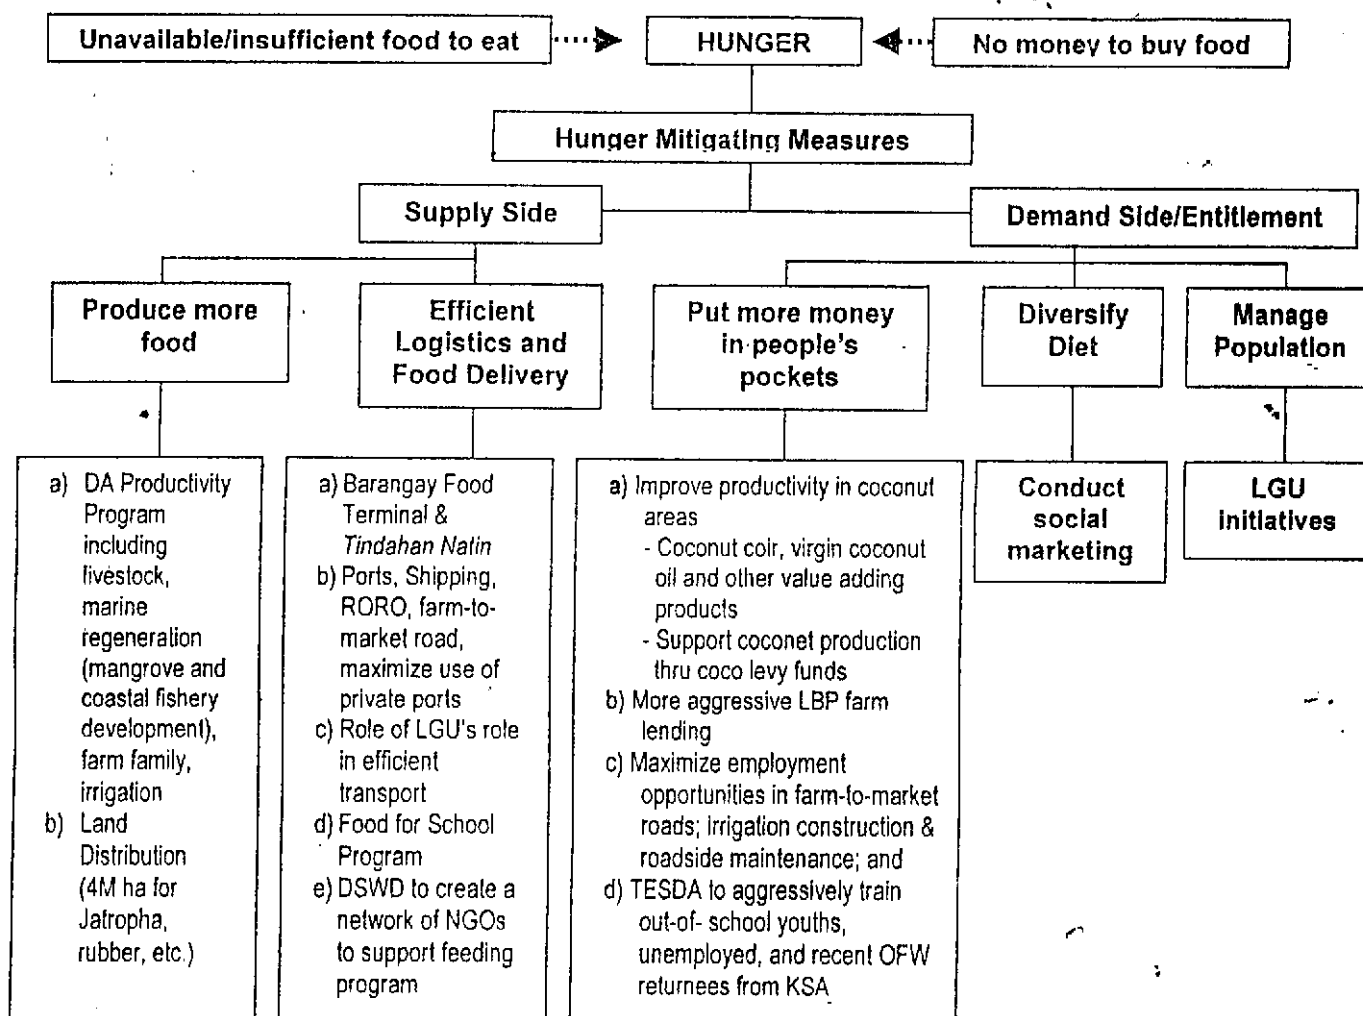 Unavailable/insufficient food to eat
HUNGER
No money to buy food
Hunger Mitigating Measures
Supply Side
Demand Side/Entitlement
Produce more
food
Efficient
Logistics and
Food Delivery
Put more money
in people's
pockets
Diversify
Diet
Manage
Population
a) DA Productivity
Program
including
livestock,
marine
regeneration
(mangrove and
coastal fishery
development),
farm family,
irrigation
b) Land
Distribution
(4M ha for
Jatropha,
rubber, etc.)
a) Barangay Food
Terminal &
Tindahan Natin
b) Ports, Shipping,
RORO, farm-to-
market road,
maximize use of
private ports
c) Role of LGU's role
in efficient
transport
d) Food for School
Program
e) DSWD to create a
network of NGOs
to support feeding
program
a) Improve productivity in coconut
areas
- Coconut coir, virgin coconut
oil and other value adding
products
- Support coconet production
thru coco levy funds
b) More aggressive LBP farm
lending
c) Maximize employment
opportunities in farm-to-market
roads; irrigation construction &
roadside maintenance; and
d) TESDA to aggressively train
out-of- school youths,
unemployed, and recent OFW
returnees from KSA
Conduct
social
marketing
LGU
initiatives